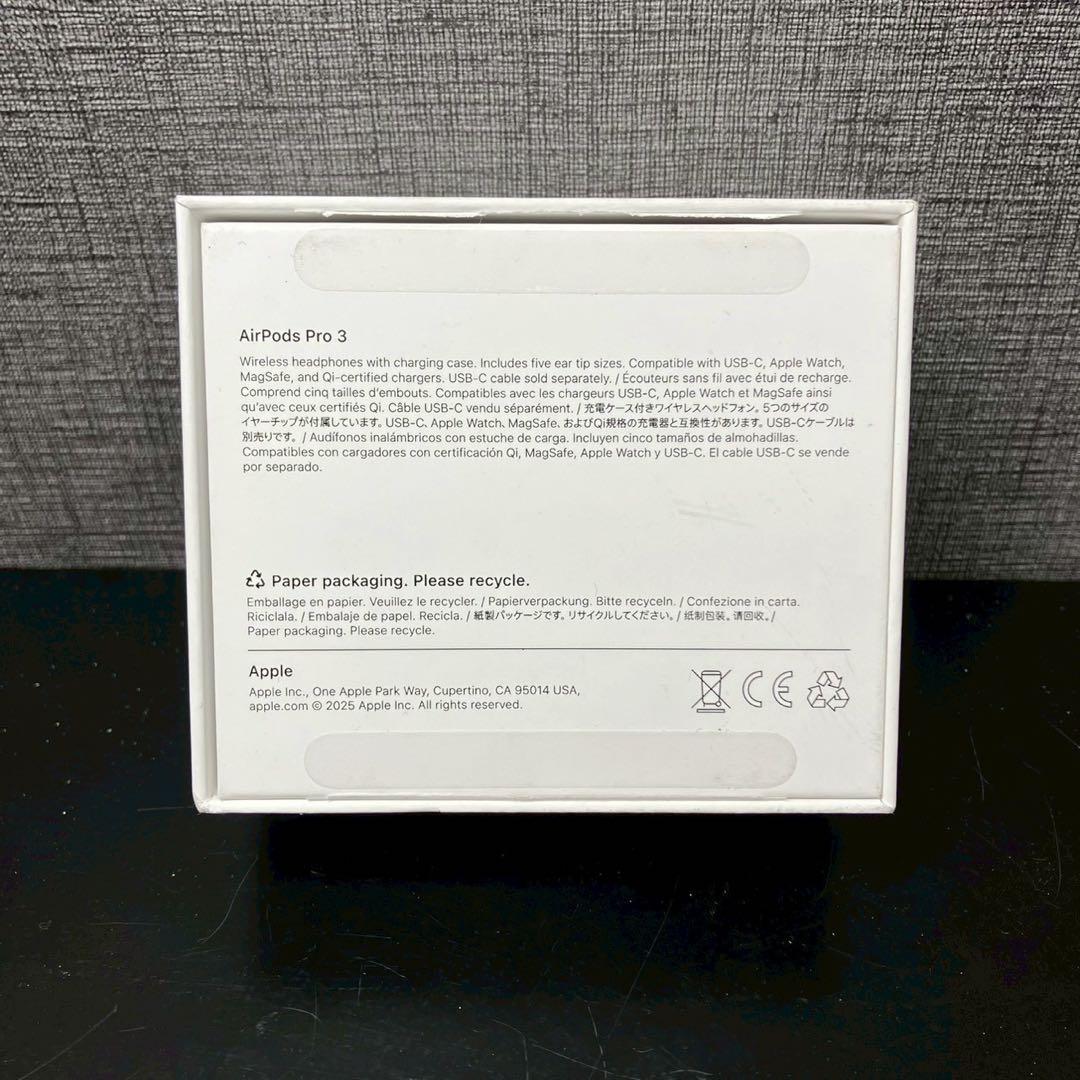 AirPods Pro 3
Wireless headphones with charging case. Includes five ear tip sizes. Compatible with USB-C, Apple Watch,
MagSafe, and Qi-certified chargers. USB-C cable sold separately. / Écouteurs sans fil avec étui de recharge.
Comprend cinq tailles d'embouts. Compatibles avec les chargeurs USB-C, Apple Watch et MagSafe ainsi
qu'avec ceux certifiés Qi. Câble USB-C vendu séparément. / 充電ケース付きワイヤレスヘッドフォン。5つのサイズの
イヤーチップが付属しています。USB-C、Apple Watch、MagSafe、およびQi規格の充電器と互換性があります。USB-Cケーブルは
別売りです。 / Audífonos inalámbricos con estuche de carga. Incluyen cinco tamaños de almohadillas.
Compatibles con cargadores con certificación Qi, MagSafe, Apple Watch y USB-C. El cable USB-C se vende
por separado.
Paper packaging. Please recycle.
Emballage en papier. Veuillez le recycler. / Papierverpackung. Bitte recyceln. / Confezione in carta.
Riciclala. / Embalaje de papel. Recicla. / 紙製パッケージです。リサイクルしてください。 / 纸制包装。请回收。/
Paper packaging. Please recycle.
Apple
Apple Inc., One Apple Park Way, Cupertino, CA 95014 USA,
apple.com © 2025 Apple Inc. All rights reserved.
CE